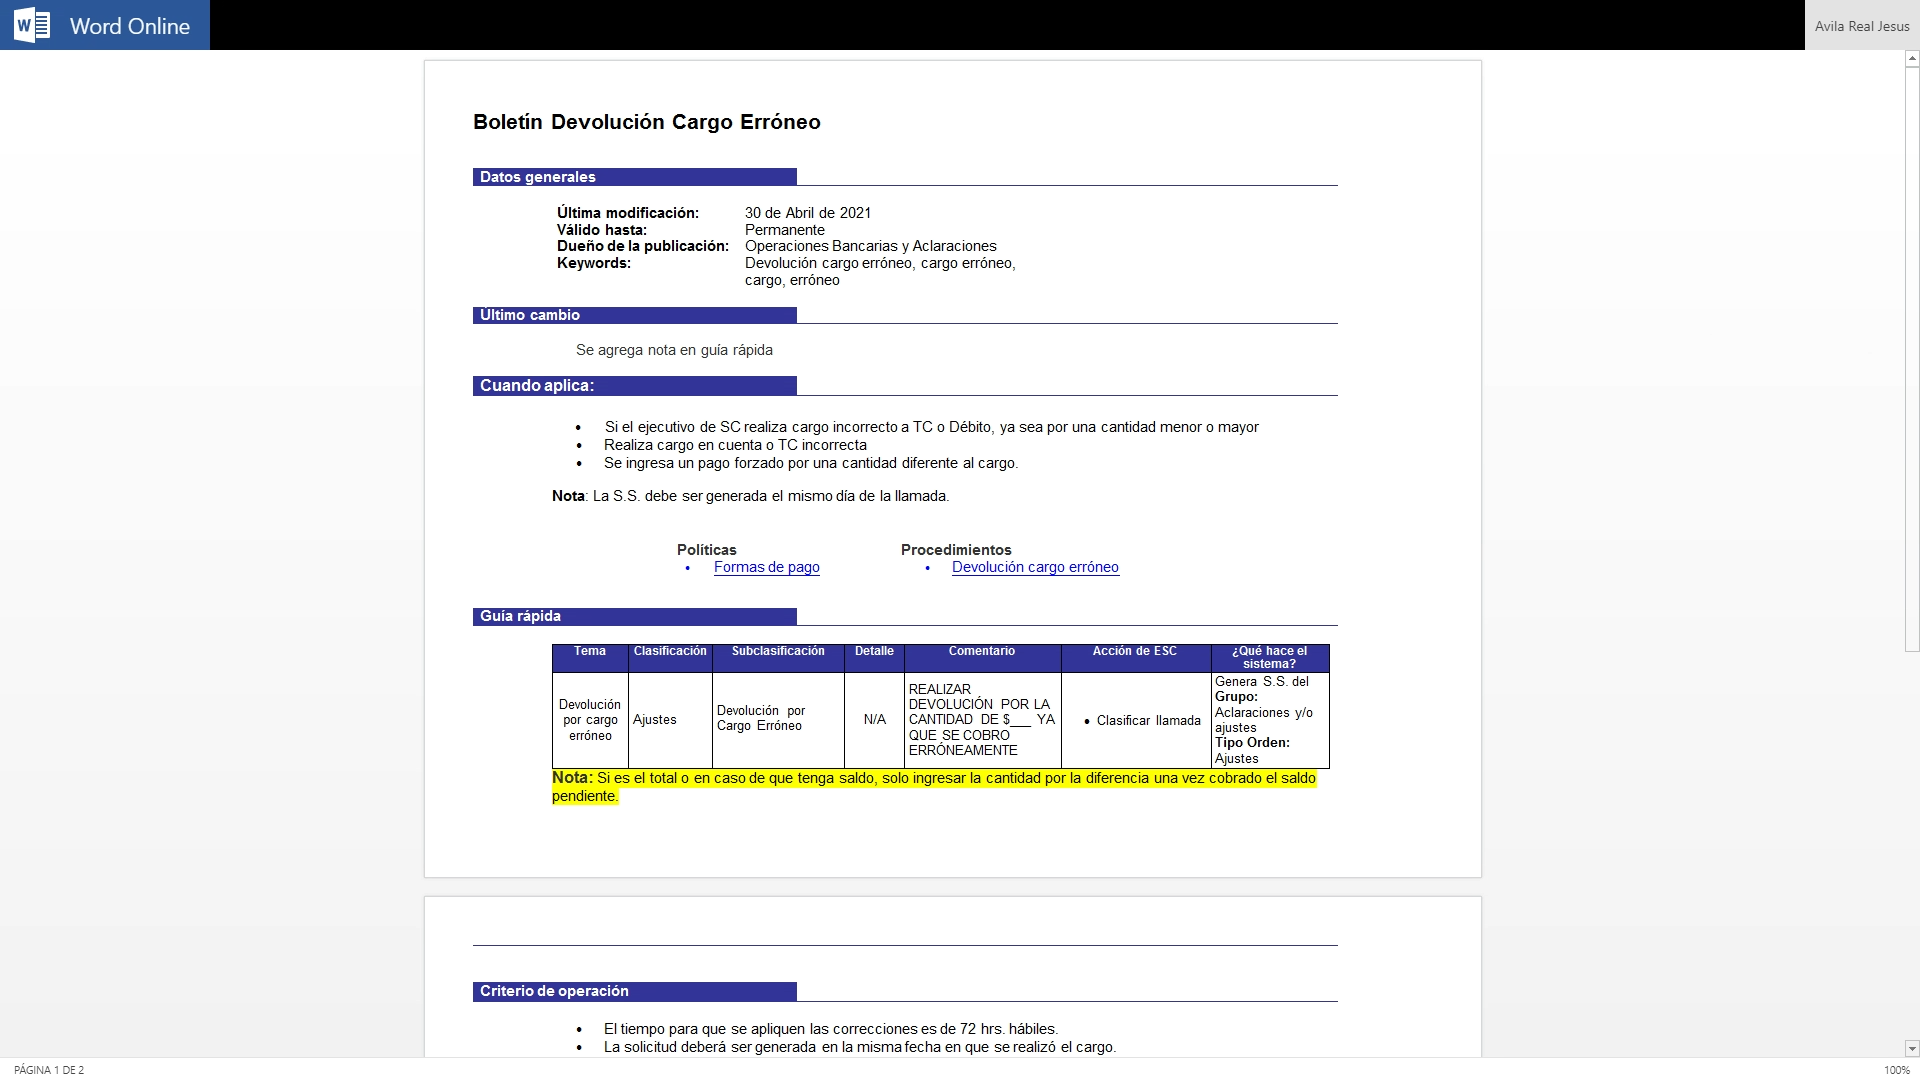 Word Online
Avila Real Jesus
Boletín Devolución Cargo Erróneo
Datos generales
Última modificación: 30 de Abril de 2021
Válido hasta: Permanente
Dueño de la publicación: Operaciones Bancarias y Aclaraciones
Keywords: Devolución cargo erróneo, cargo erróneo,
cargo, erróneo
Último cambio
Se agrega nota en guía rápida
Cuando aplica:
• Si el ejecutivo de SC realiza cargo incorrecto a TC o Débito, ya sea por una cantidad menor o mayor
• Realiza cargo en cuenta o TC incorrecta
• Se ingresa un pago forzado por una cantidad diferente al cargo.
Nota: La S.S. debe ser generada el mismo día de la llamada.
Políticas
• Formas de pago
Procedimientos
• Devolución cargo erróneo
Guía rápida
Tema
Clasificación
Subclasificación
Detalle
Comentario
Acción de ESC
¿Qué hace el
sistema?
Devolución
por cargo
erróneo
Ajustes
Devolución por
Cargo Erróneo
N/A
REALIZAR
DEVOLUCIÓN POR LA
CANTIDAD DE $___ YA
QUE SE COBRO
ERRÓNEAMENTE
• Clasificar llamada
Genera S.S. del
Grupo:
Aclaraciones y/o
ajustes
Tipo Orden:
Ajustes
Nota: Si es el total o en caso de que tenga saldo, solo ingresar la cantidad por la diferencia una vez cobrado el saldo
pendiente.
Criterio de operación
• El tiempo para que se apliquen las correcciones es de 72 hrs. hábiles.
• La solicitud deberá ser generada en la misma fecha en que se realizó el cargo.
PÁGINA 1 DE 2
100%